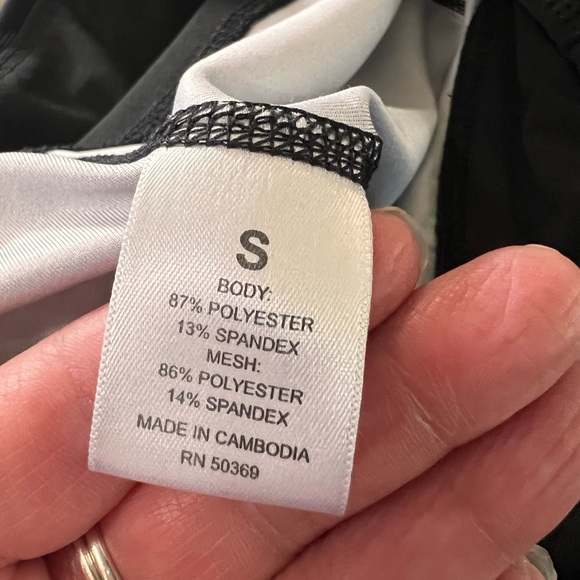 S
BODY:
87% POLYESTER
13% SPANDEX
MESH:
86% POLYESTER
14% SPANDEX
MADE IN CAMBODIA
RN 50369